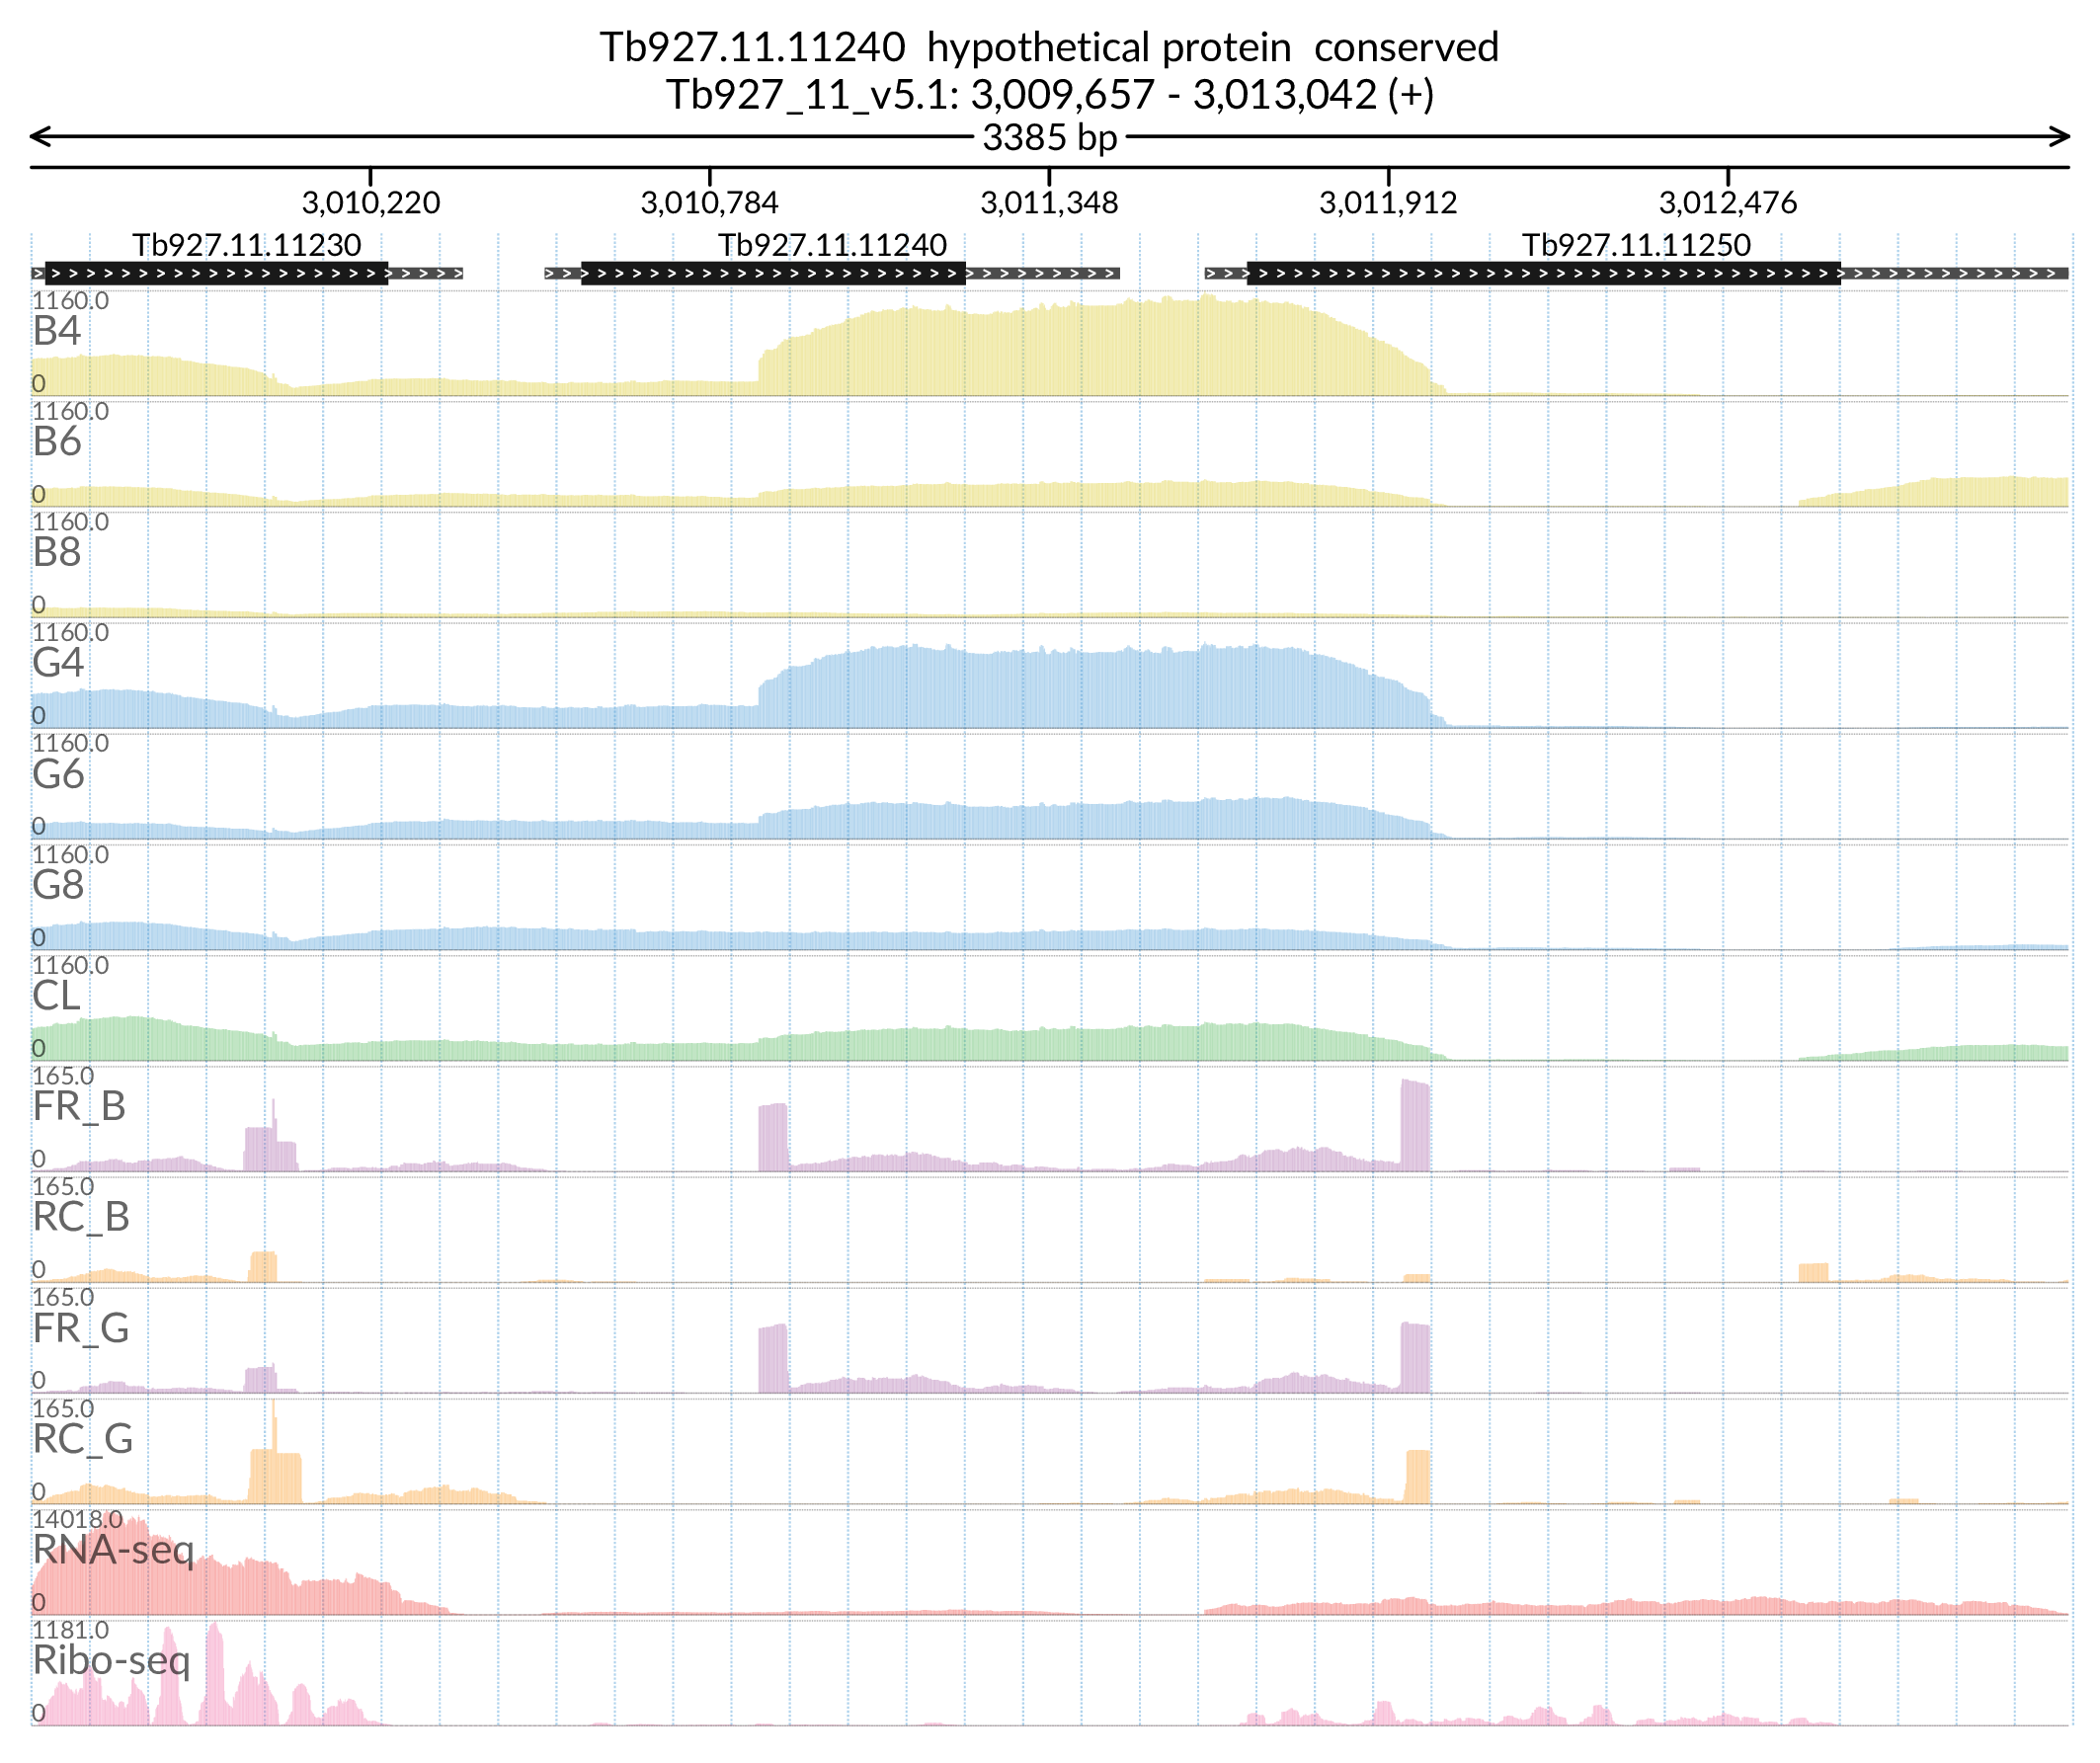 Tb927.11.11240 hypothetical protein conserved
Tb927_11_v5.1: 3,009,657 - 3,013,042 (+)
3385 bp
3,010,220 3,010,784 3,011,348 3,011,912 3,012,476
Tb927.11.11230 Tb927.11.11240 Tb927.11.11250
1160.0
B4
0
1160.0
B6
0
1160.0
B8
0
1160.0
G4
0
1160.0
G6
0
1160.0
G8
0
1160.0
CL
0
165.0
FR_B
0
165.0
RC_B
0
165.0
FR_G
0
165.0
RC_G
0
14018.0
RNA-seq
0
1181.0
Ribo-seq
0